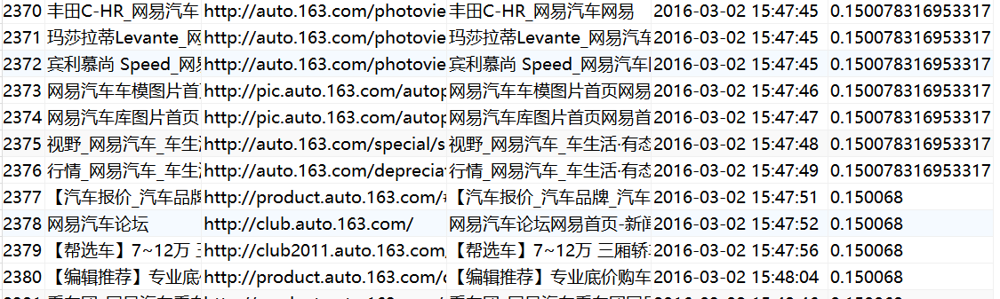 2370 丰田C-HR_网易汽车 http://auto.163.com/photovie 丰田C-HR_网易汽车网易 2016-03-02 15:47:45 0.150078316953317
2371 玛莎拉蒂Levante_网 http://auto.163.com/photovie 玛莎拉蒂Levante_网易汽车 2016-03-02 15:47:45 0.150078316953317
2372 宾利慕尚 Speed_网易 http://auto.163.com/photovie 宾利慕尚 Speed_网易汽车 2016-03-02 15:47:45 0.150078316953317
2373 网易汽车车模图片首 http://pic.auto.163.com/autop 网易汽车车模图片首页网易 2016-03-02 15:47:46 0.150078316953317
2374 网易汽车库图片首页 http://pic.auto.163.com/autop 网易汽车库图片首页网易首 2016-03-02 15:47:47 0.150078316953317
2375 视野_网易汽车_车生 http://auto.163.com/special/s 视野_网易汽车_车生活·有态 2016-03-02 15:47:48 0.150078316953317
2376 行情_网易汽车_车生 http://auto.163.com/depreciat 行情_网易汽车_车生活·有态 2016-03-02 15:47:49 0.150078316953317
2377 【汽车报价_汽车品牌 http://product.auto.163.com/# 【汽车报价_汽车品牌_汽车 2016-03-02 15:47:51 0.150068
2378 网易汽车论坛 http://club.auto.163.com/ 网易汽车论坛网易首页-新闻 2016-03-02 15:47:52 0.150068
2379 【帮选车】7~12万 三 http://club2011.auto.163.com 【帮选车】7~12万 三厢轿 2016-03-02 15:47:56 0.150068
2380 【编辑推荐】专业底 http://product.auto.163.com/c 【编辑推荐】专业底价购车 2016-03-02 15:48:04 0.150068